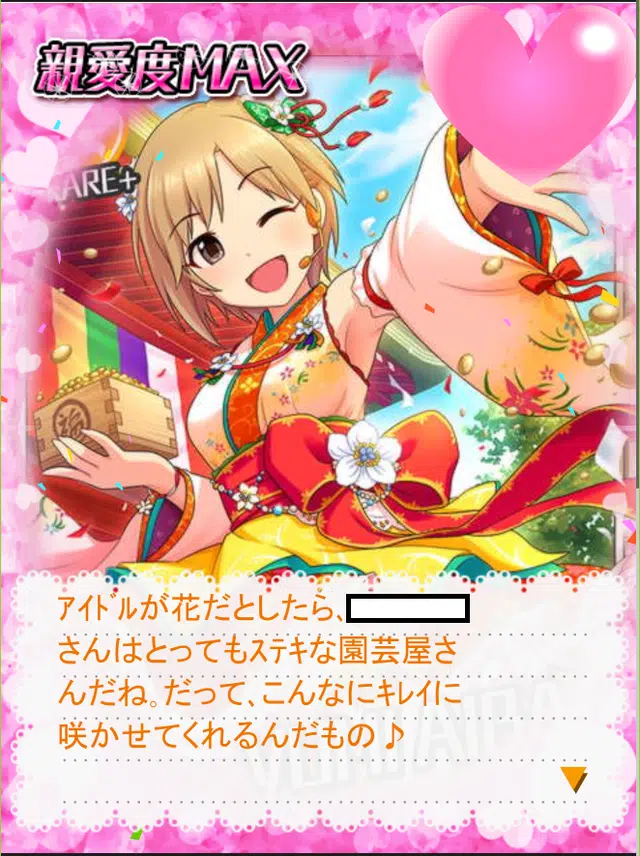 親愛度MAX
RARE+
ｱｲﾄﾞﾙが花だとしたら、
さんはとってもｽﾃｷな園芸屋さ
んだね。だって、こんなにｷﾚｲに
咲かせてくれるんだもの♪
YUMI AIBA